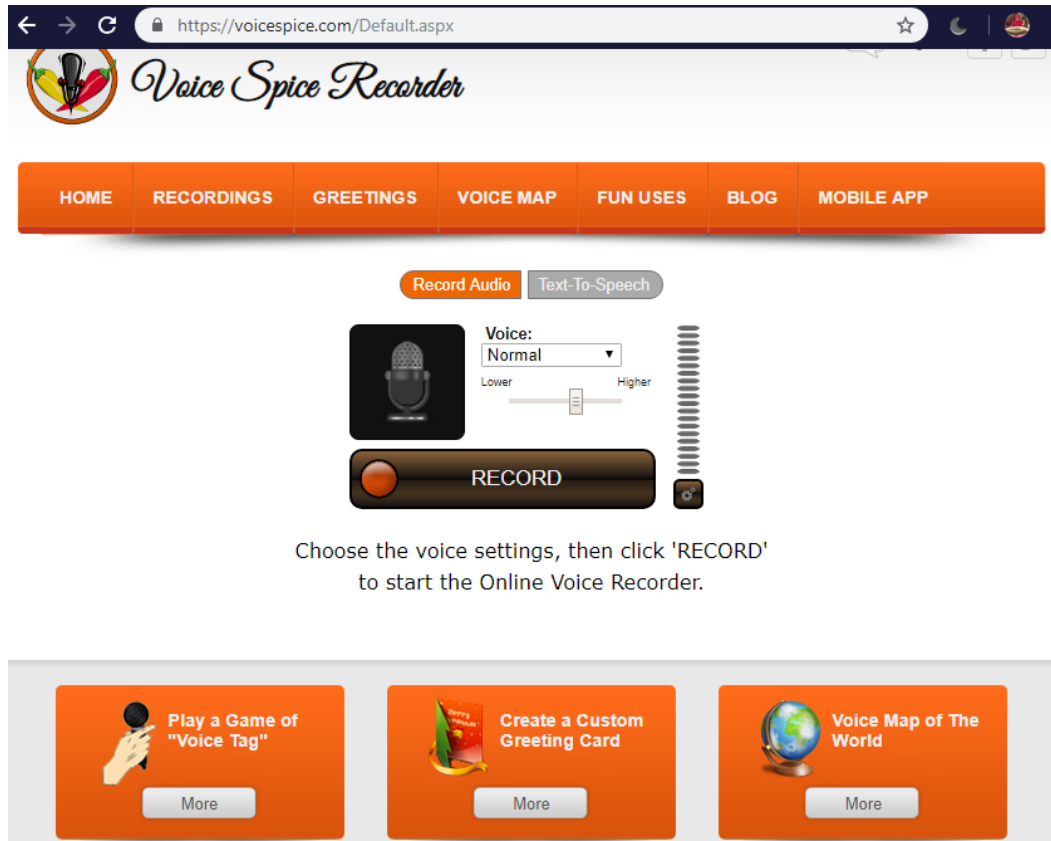 https://voicespice.com/Default.aspx
Voice Spice Recorder
HOME RECORDINGS GREETINGS VOICE MAP FUN USES BLOG MOBILE APP
Record Audio Text-To-Speech
Voice:
Normal
Lower Higher
RECORD
Choose the voice settings, then click 'RECORD'
to start the Online Voice Recorder.
Play a Game of
"Voice Tag"
More
Create a Custom
Greeting Card
More
Voice Map of The
World
More